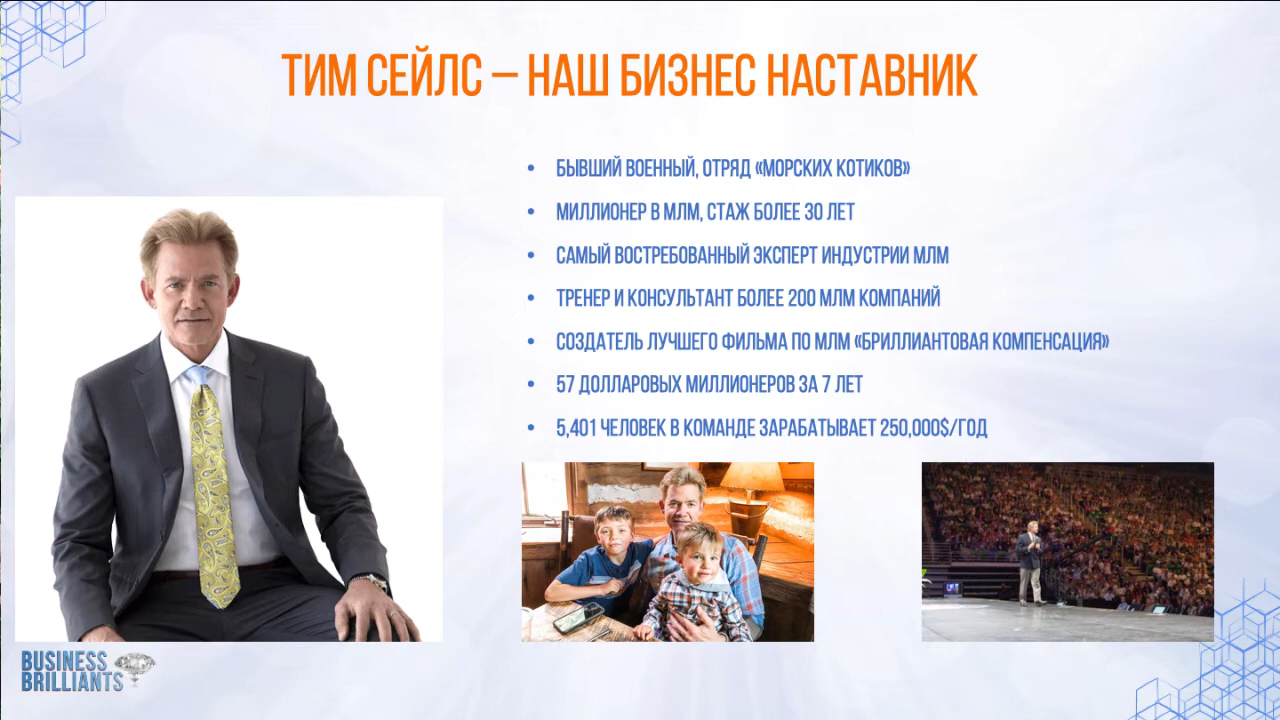 ТИМ СЕЙЛС – НАШ БИЗНЕС НАСТАВНИК
• БЫВШИЙ ВОЕННЫЙ, ОТРЯД «МОРСКИХ КОТИКОВ»
• МИЛЛИОНЕР В МЛМ, СТАЖ БОЛЕЕ 30 ЛЕТ
• САМЫЙ ВОСТРЕБОВАННЫЙ ЭКСПЕРТ ИНДУСТРИИ МЛМ
• ТРЕНЕР И КОНСУЛЬТАНТ БОЛЕЕ 200 МЛМ КОМПАНИЙ
• СОЗДАТЕЛЬ ЛУЧШЕГО ФИЛЬМА ПО МЛМ «БРИЛЛИАНТОВАЯ КОМПЕНСАЦИЯ»
• 57 ДОЛЛАРОВЫХ МИЛЛИОНЕРОВ ЗА 7 ЛЕТ
• 5,401 ЧЕЛОВЕК В КОМАНДЕ ЗАРАБАТЫВАЕТ 250,000$/ГОД
BUSINESS
BRILLIANTS